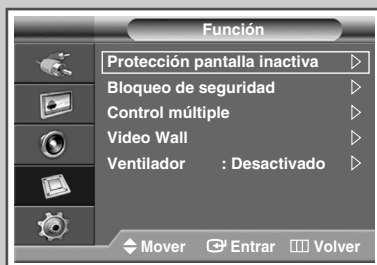 Función
Protección pantalla inactiva
Bloqueo de seguridad
Control múltiple
Video Wall
Ventilador : Desactivado
Mover Entrar Volver